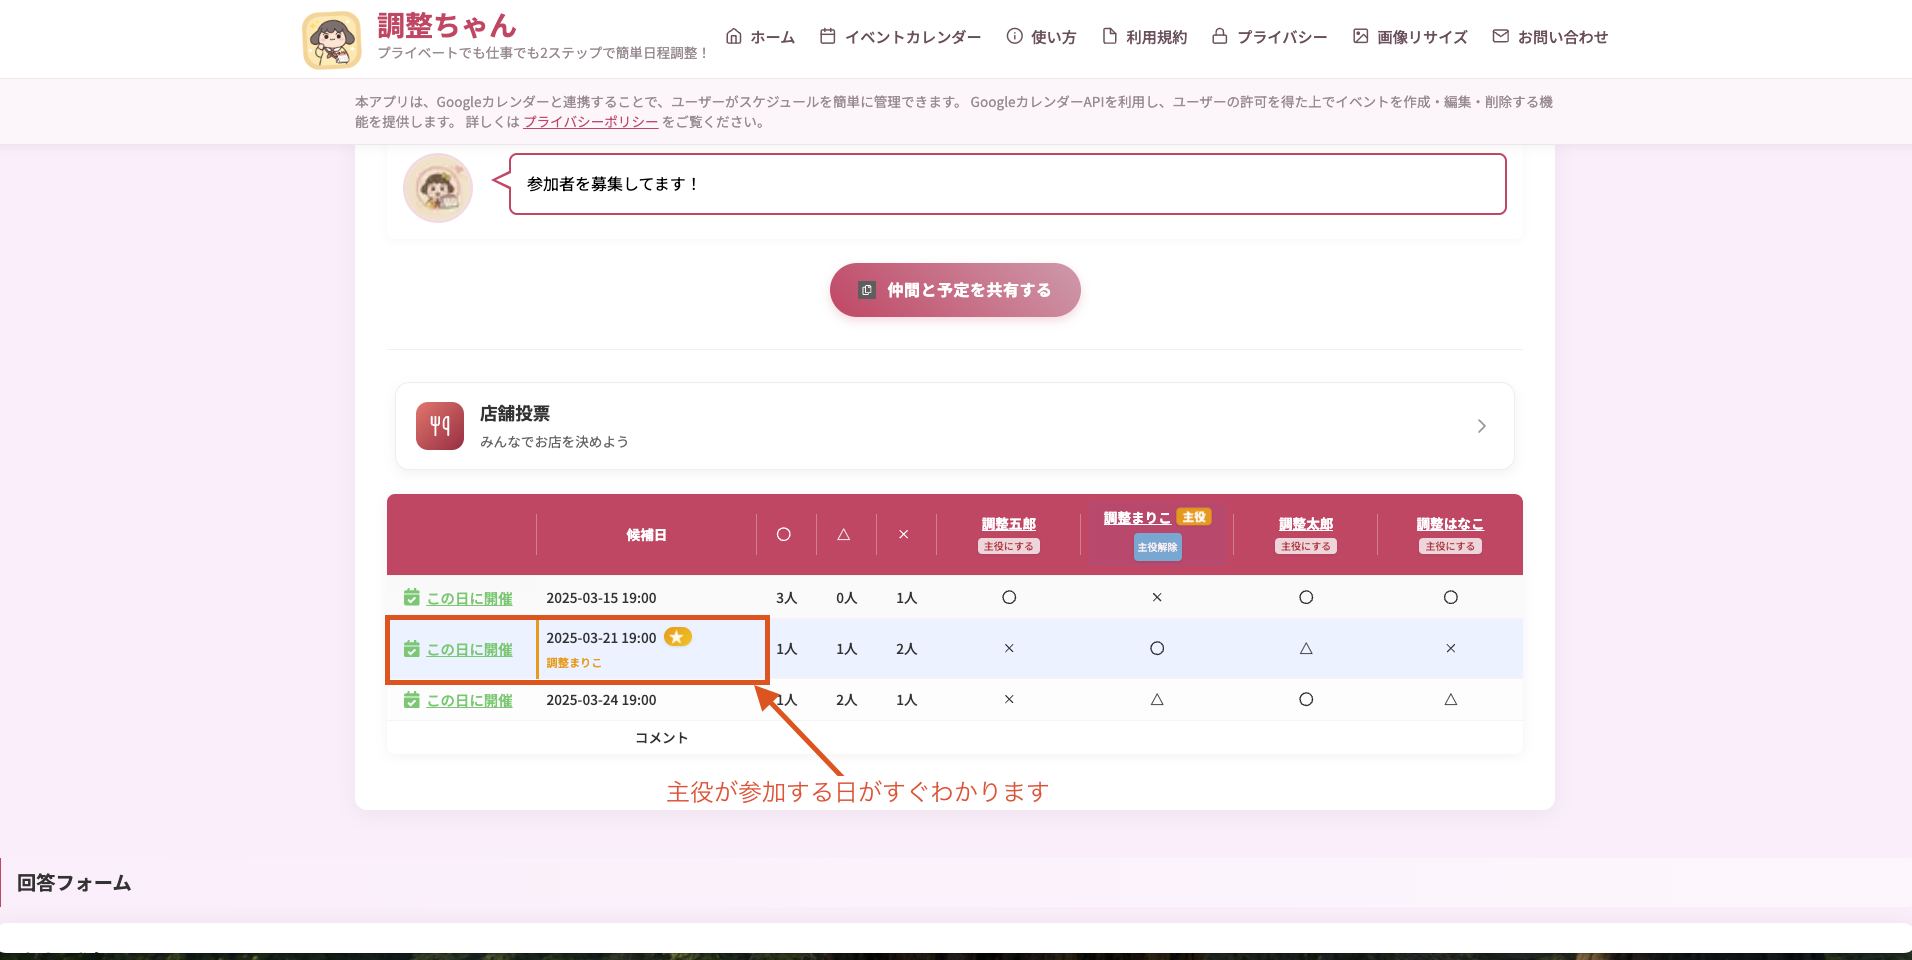 調整ちゃん
プライベートでも仕事でも2ステップで簡単日程調整！
ホーム イベントカレンダー 使い方 利用規約 プライバシー 画像リサイズ お問い合わせ
本アプリは、Googleカレンダーと連携することで、ユーザーがスケジュールを簡単に管理できます。 GoogleカレンダーAPIを利用し、ユーザーの許可を得た上でイベントを作成・編集・削除する機
能を提供します。 詳しくは プライバシーポリシー をご覧ください。
参加者を募集してます！
仲間と予定を共有する
店舗投票
みんなでお店を決めよう
候補日 〇 △ × 調整五郎 調整まりこ 主役 調整太郎 調整はなこ
主役にする 主役解除 主役にする 主役にする
この日に開催 2025-03-15 19:00 3人 0人 1人 〇 × 〇 〇
この日に開催 2025-03-21 19:00 1人 1人 2人 × 〇 △ ×
調整まりこ
この日に開催 2025-03-24 19:00 1人 2人 1人 × △ 〇 △
コメント
主役が参加する日がすぐわかります
回答フォーム